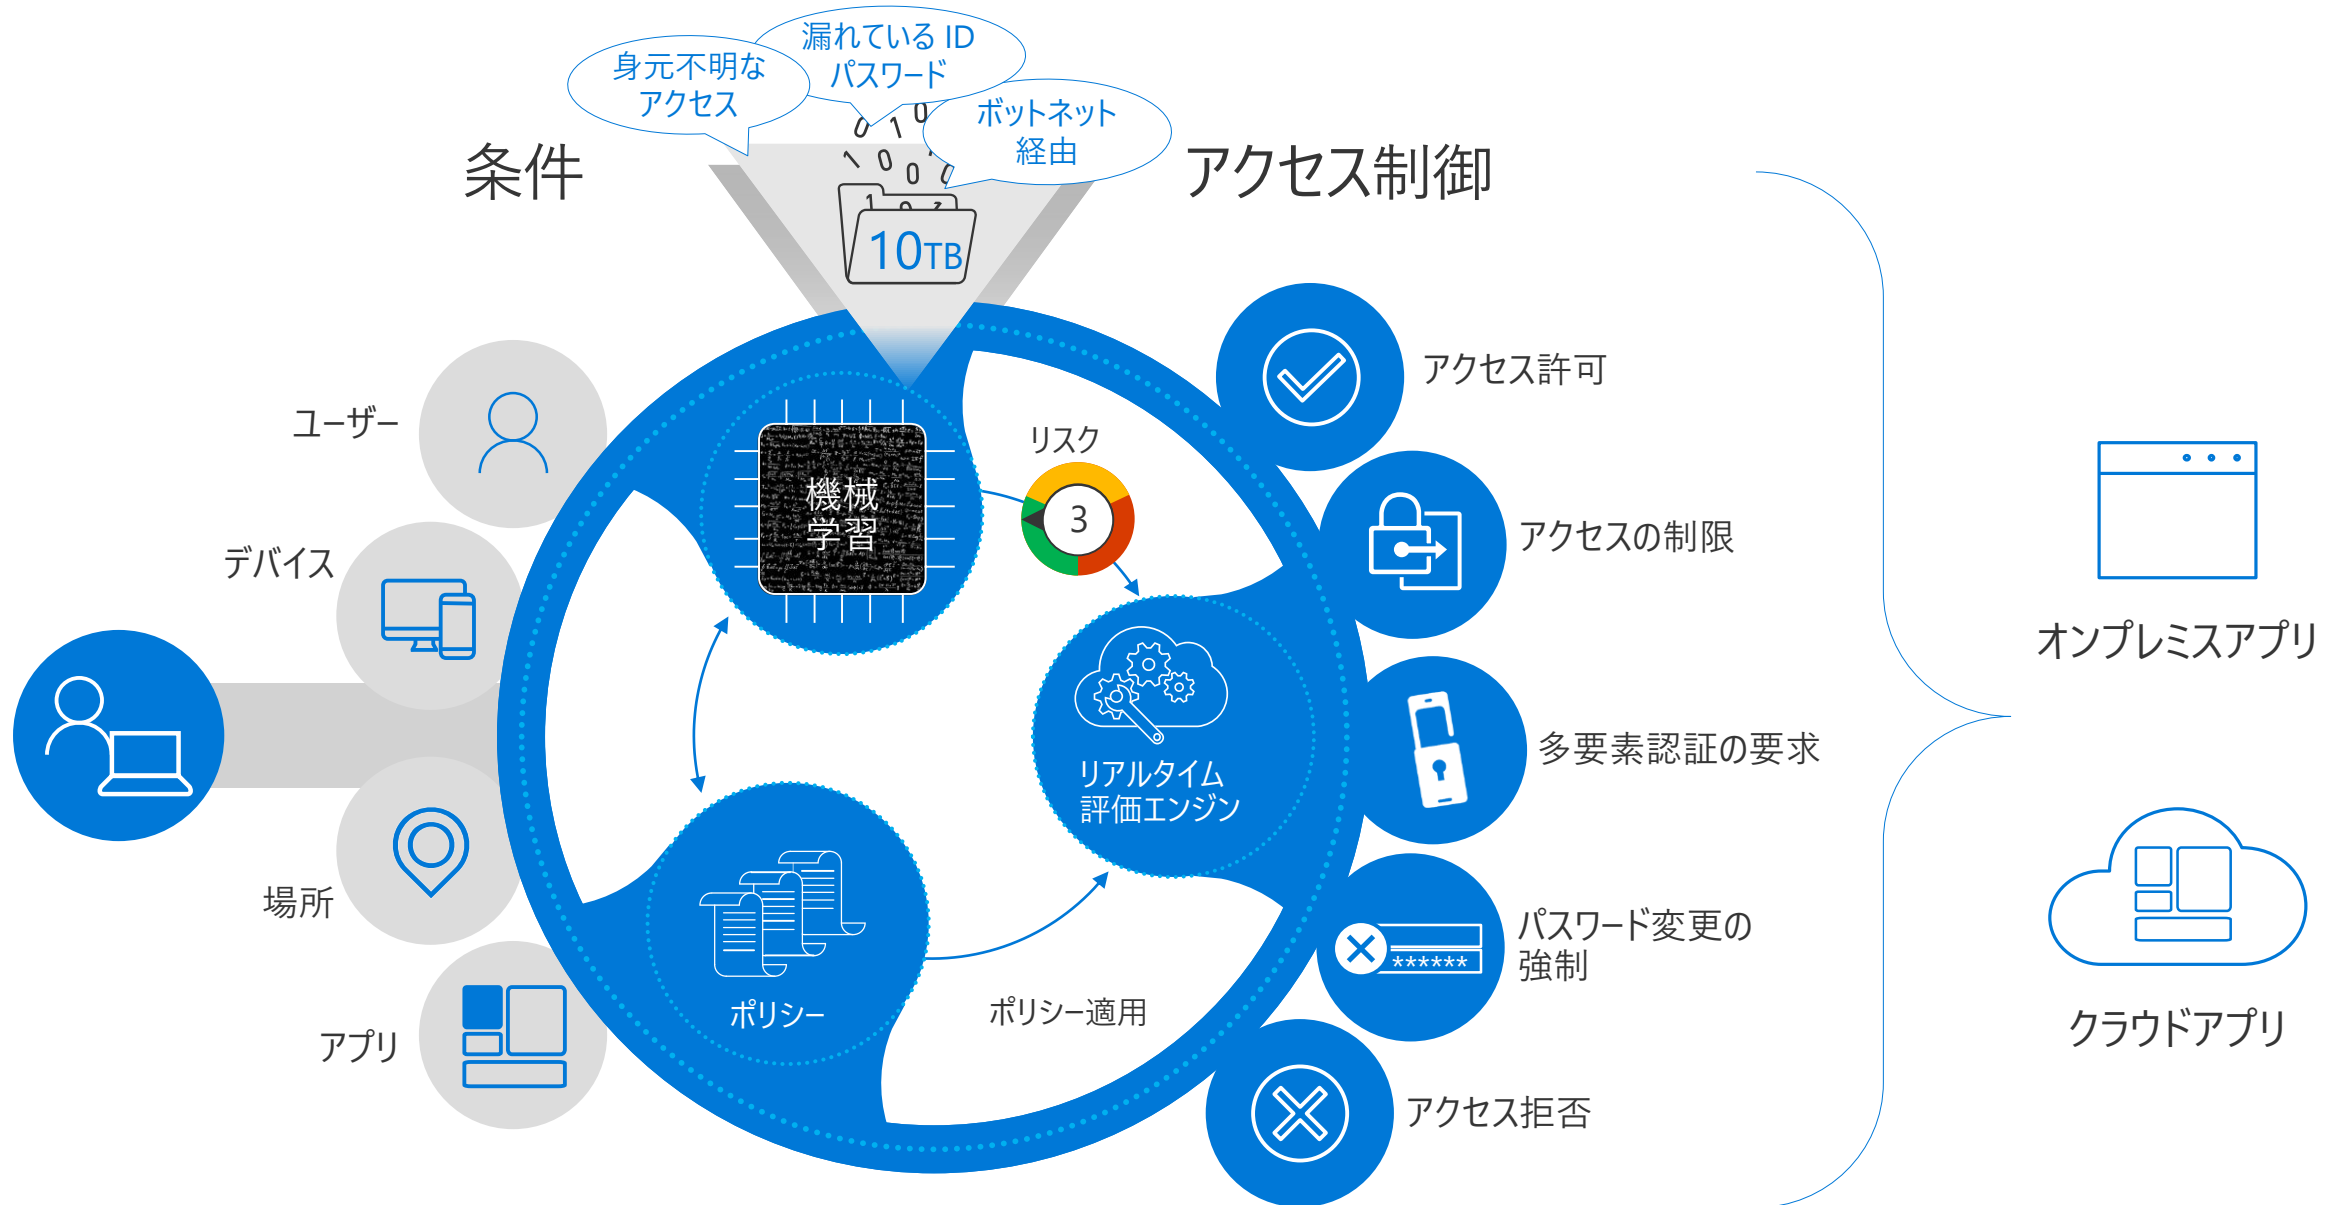 身元不明な
アクセス
漏れている ID
パスワード
ボットネット
経由
条件
アクセス制御
10TB
ユーザー
デバイス
場所
アプリ
機械
学習
リスク
3
リアルタイム
評価エンジン
ポリシー
ポリシー適用
アクセス許可
アクセスの制限
多要素認証の要求
パスワード変更の
強制
******
アクセス拒否
オンプレミスアプリ
クラウドアプリ